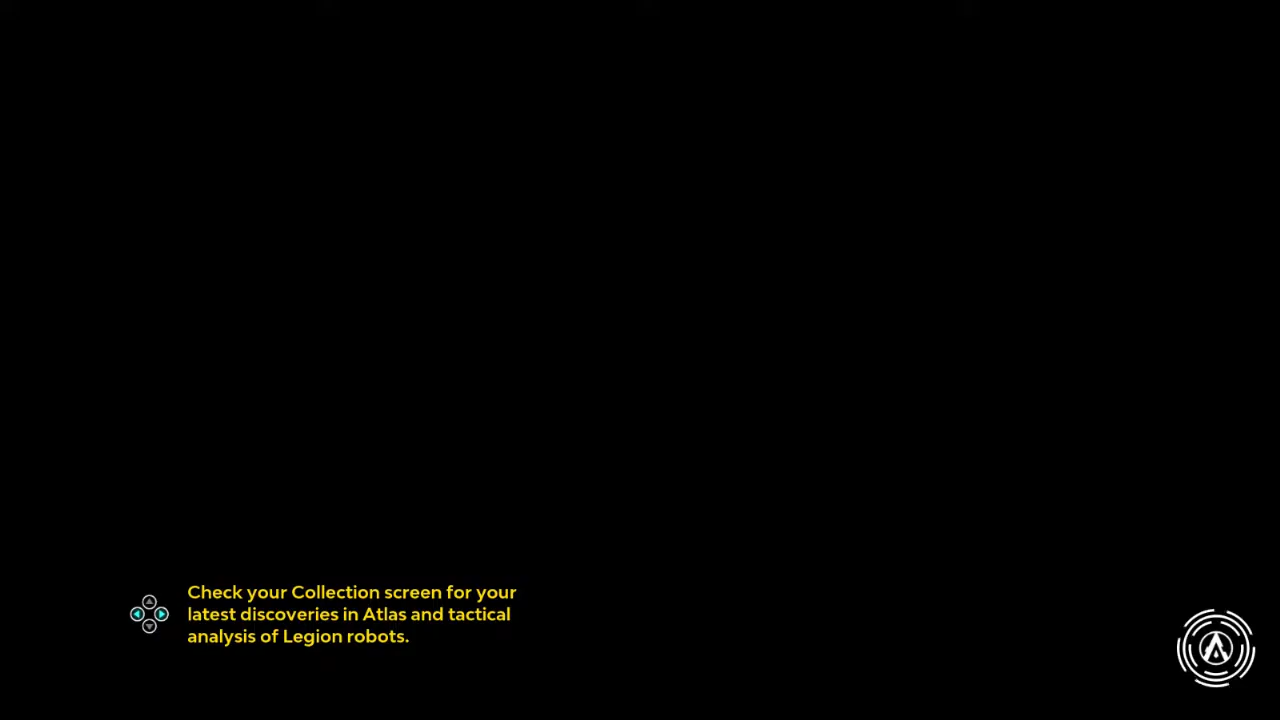 Check your Collection screen for your
latest discoveries in Atlas and tactical
analysis of Legion robots.